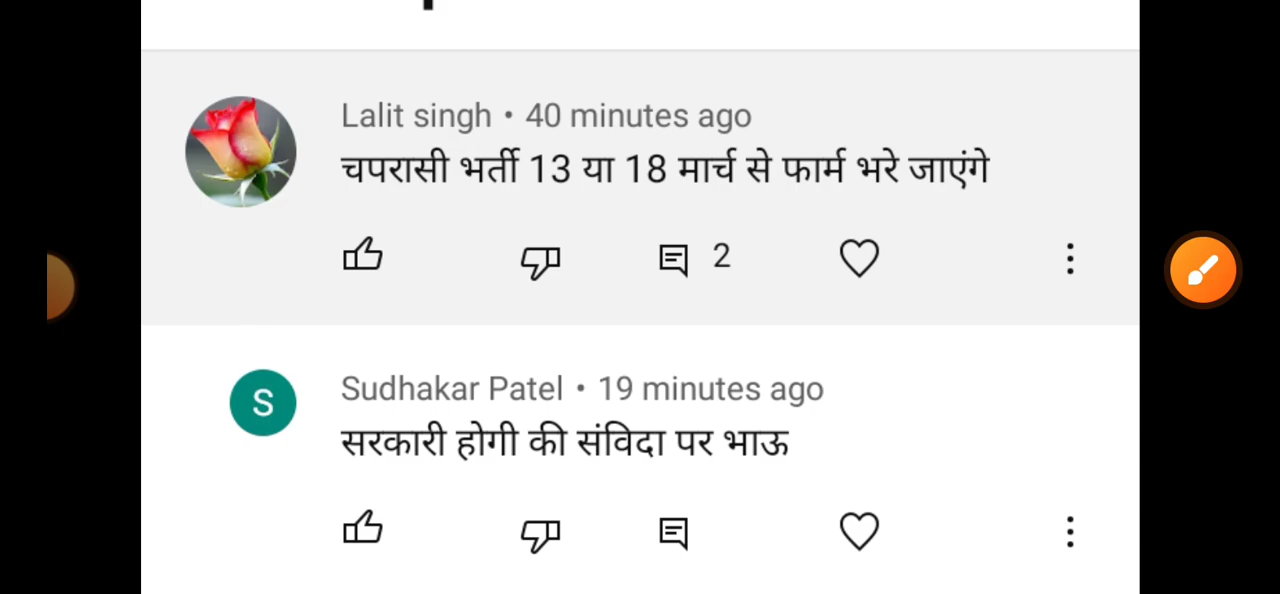 Lalit singh • 40 minutes ago
चपरासी भर्ती 13 या 18 मार्च से फार्म भरे जाएंगे
2
S
Sudhakar Patel • 19 minutes ago
सरकारी होगी की संविदा पर भाऊ